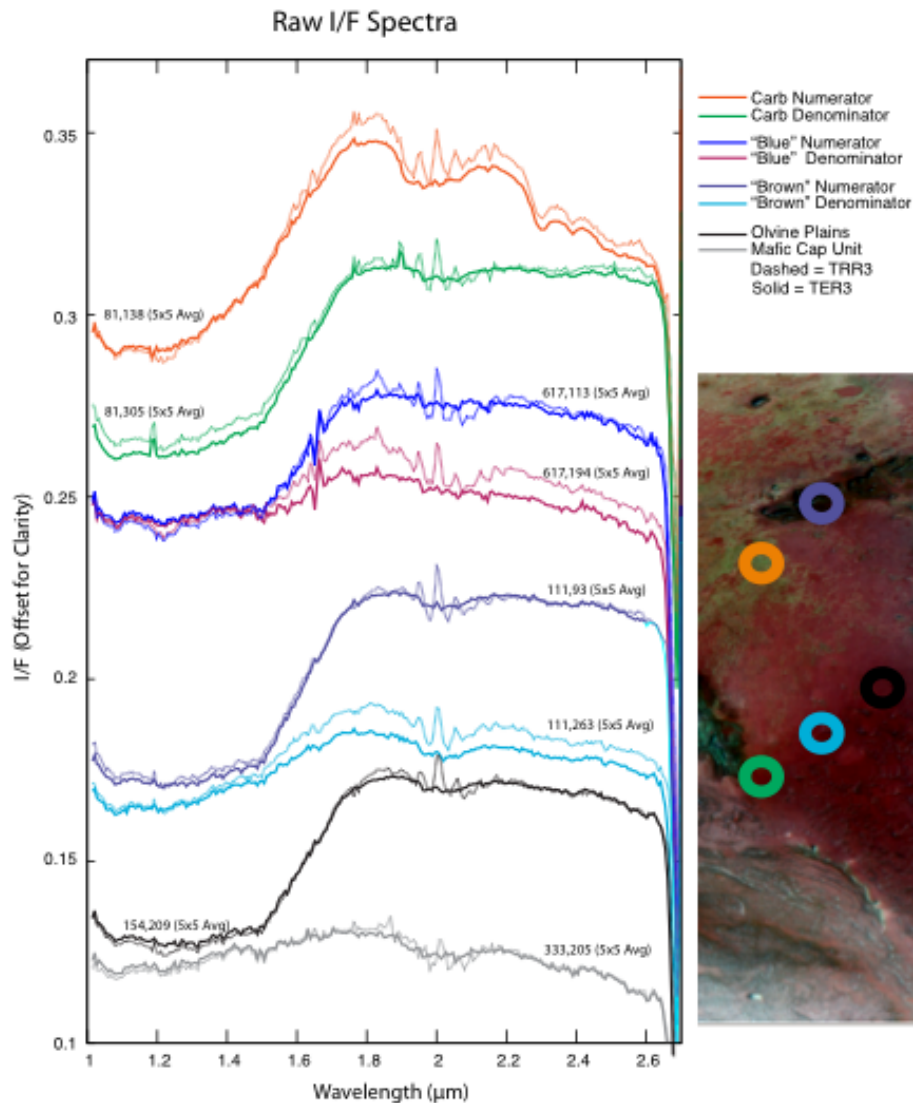 Raw I/F Spectra
Carb Numerator
Carb Denominator
"Blue" Numerator
"Blue" Denominator
"Brown" Numerator
"Brown" Denominator
Olvine Plains
Mafic Cap Unit
Dashed = TRR3
Solid = TER3
0.35
0.3
0.25
0.2
0.15
0.1
I/F (Offset for Clarity)
81,138 (5x5 Avg)
81,305 (5x5 Avg)
617,113 (5x5 Avg)
617,194 (5x5 Avg)
111,93 (5x5 Avg)
111,263 (5x5 Avg)
154,209 (5x5 Avg)
333,205 (5x5 Avg)
1 1.2 1.4 1.6 1.8 2 2.2 2.4 2.6
Wavelength (μm)